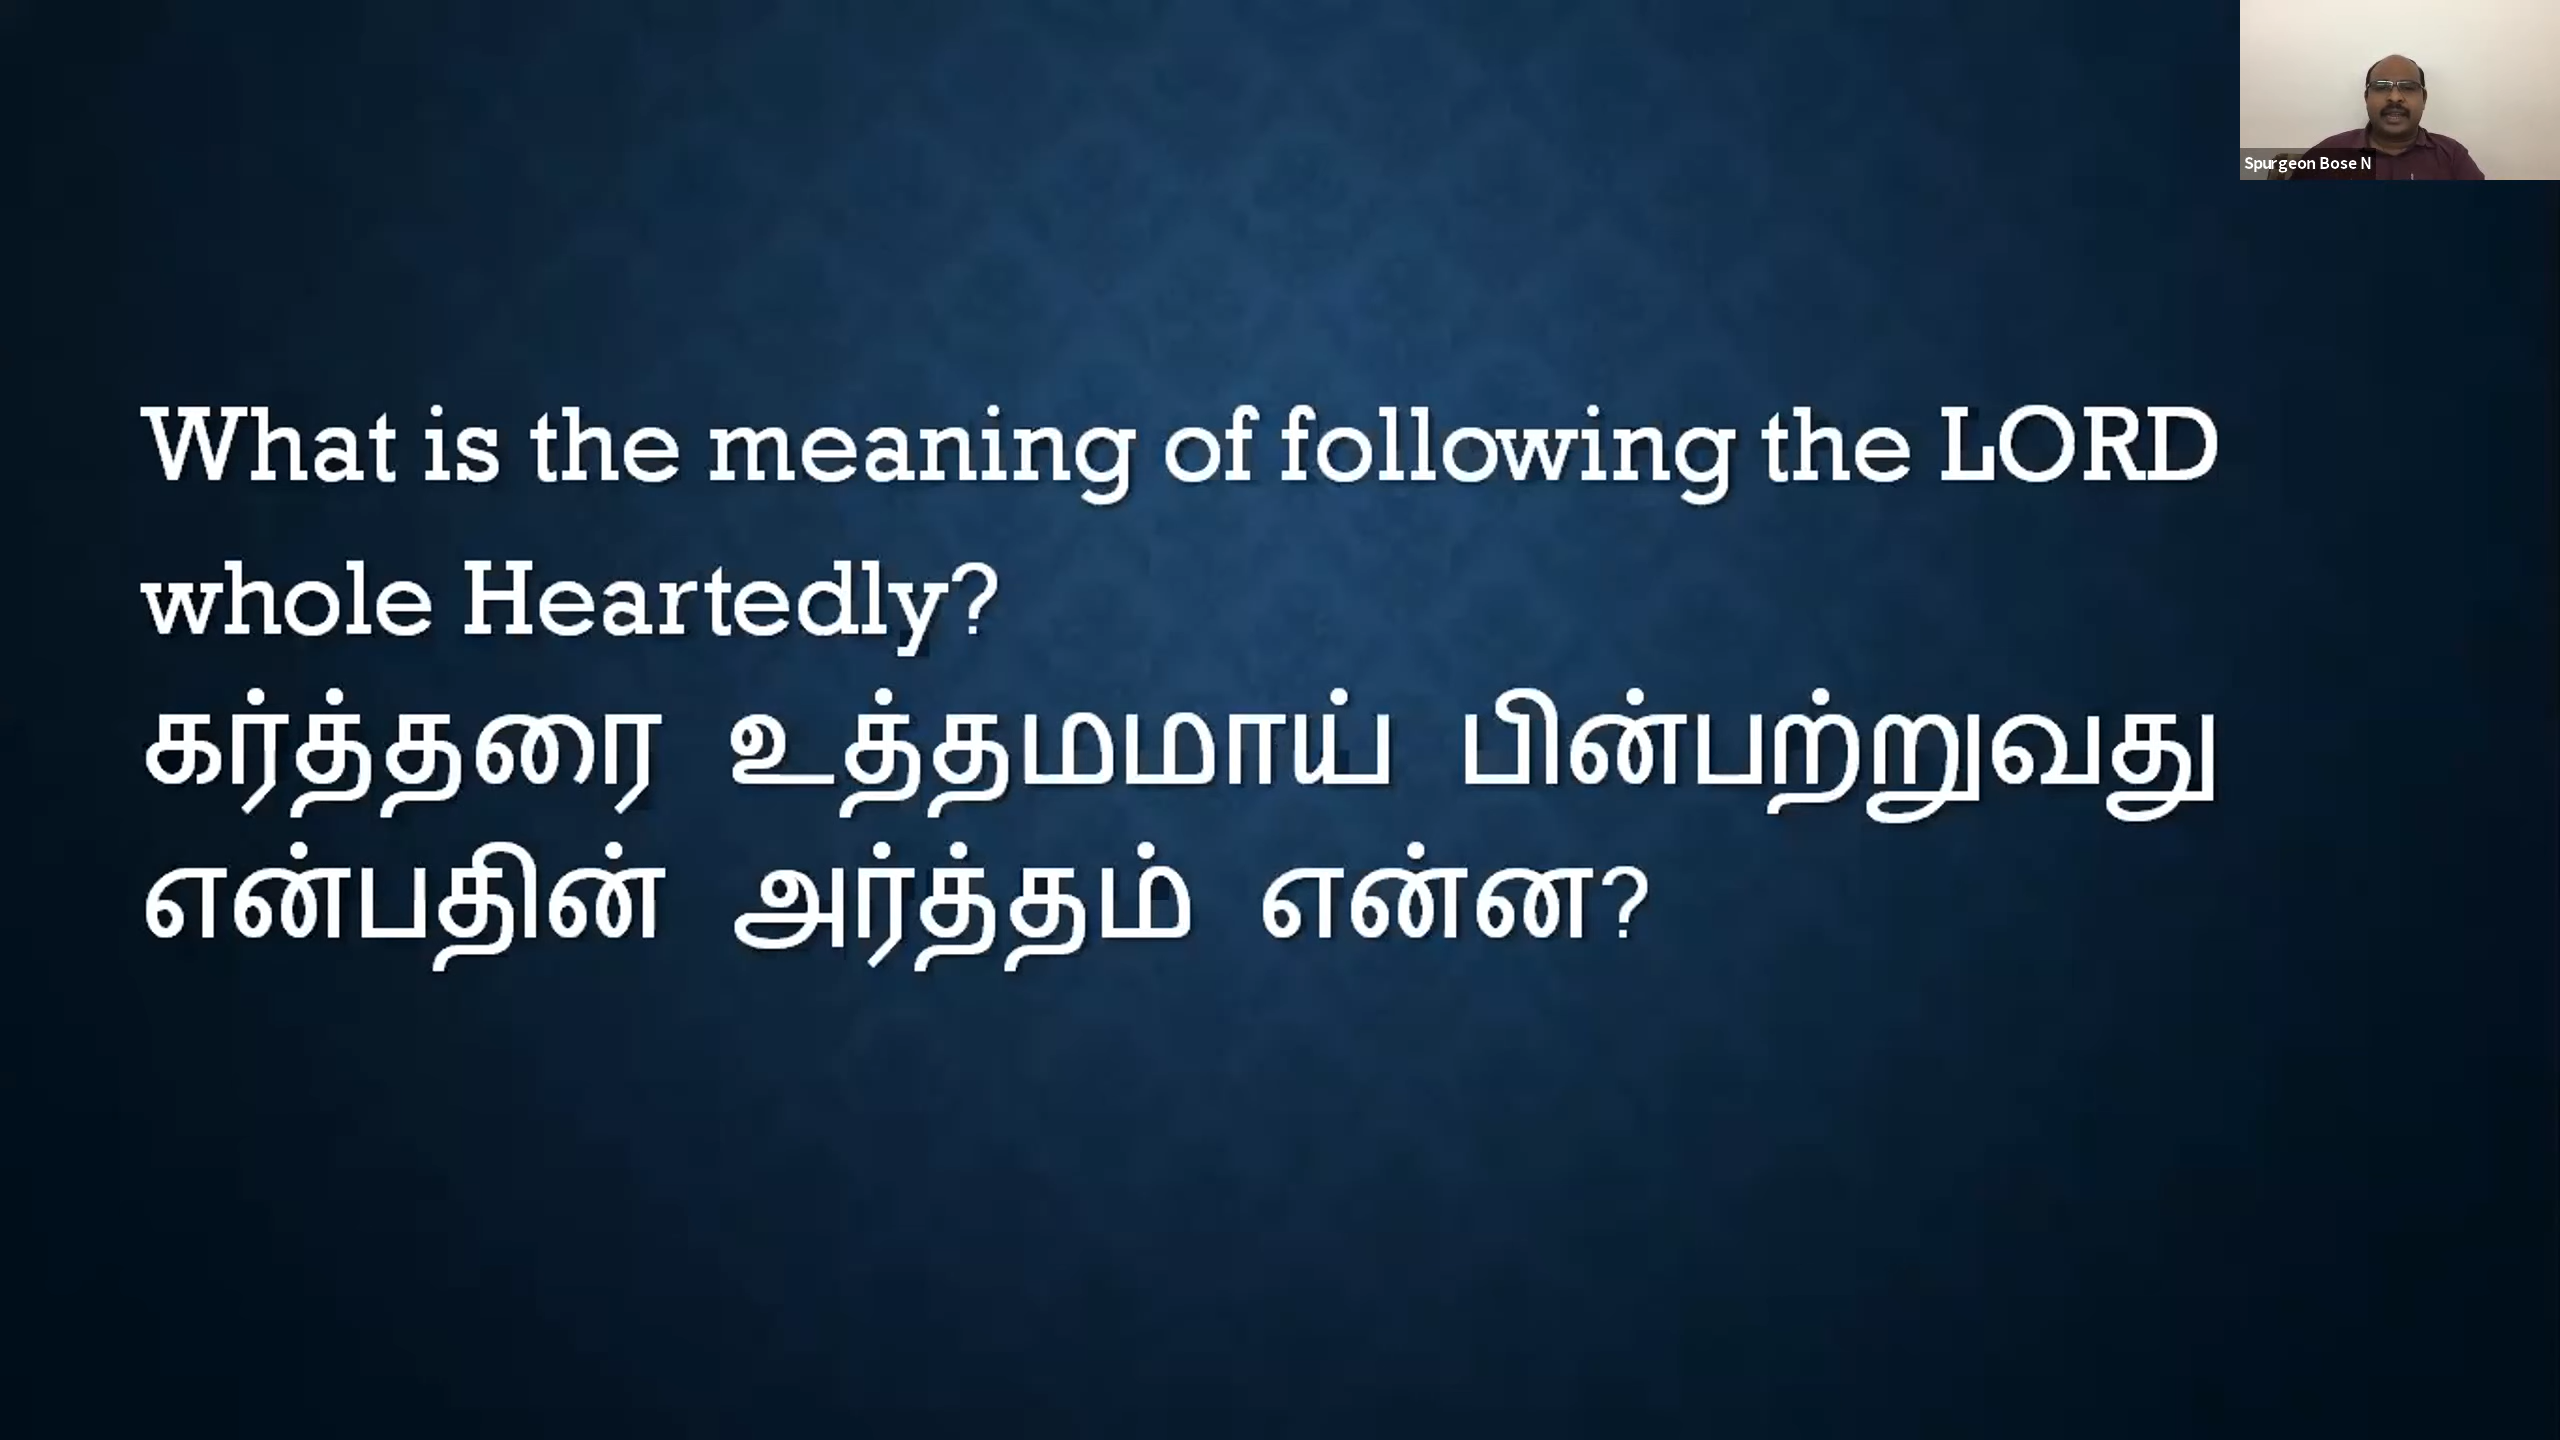 Spurgeon Bose N
What is the meaning of following the LORD
whole Heartedly?
கர்த்தரை உத்தமமாய் பின்பற்றுவது
என்பதின் அர்த்தம் என்ன?